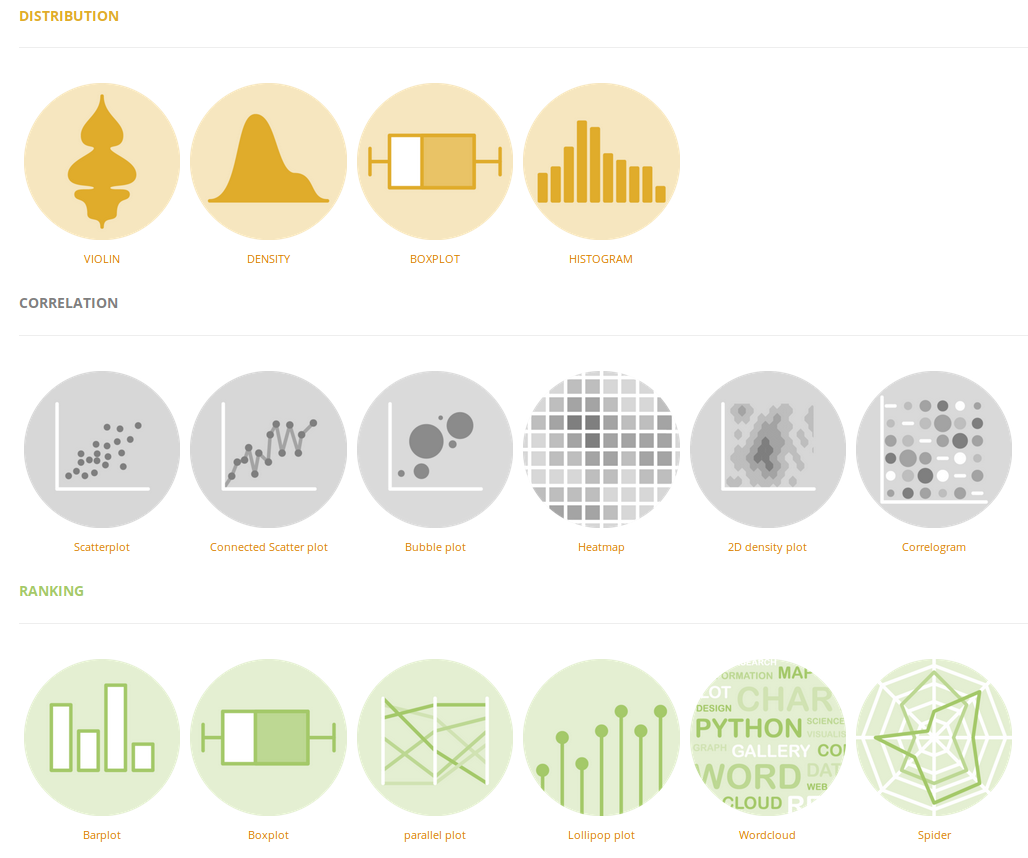 DISTRIBUTION
VIOLIN DENSITY BOXPLOT HISTOGRAM
CORRELATION
Scatterplot Connected Scatter plot Bubble plot Heatmap 2D density plot Correlogram
RANKING
ORMATION MAP
LOT CHAR
DESIGN
PYTHON SCIENCE
VISUALIS
GRAPH GALLERY CO
WORD DAT
WEB
CLOUD
Barplot Boxplot parallel plot Lollipop plot Wordcloud Spider